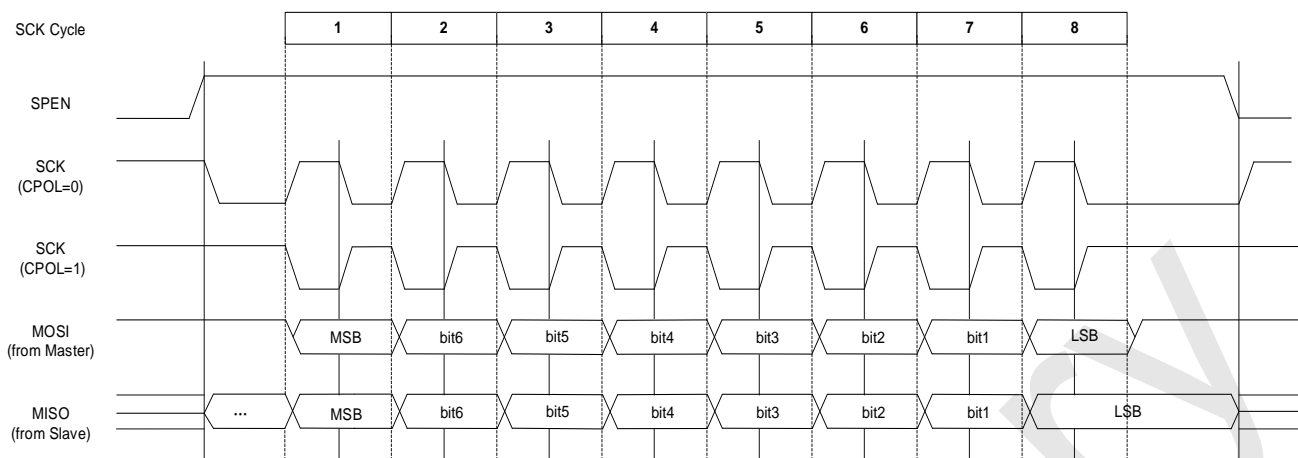 SCK Cycle 1 2 3 4 5 6 7 8
SPEN
SCK
(CPOL=0)
SCK
(CPOL=1)
MOSI
(from Master)
MSB bit6 bit5 bit4 bit3 bit2 bit1 LSB
MISO
(from Slave)
... MSB bit6 bit5 bit4 bit3 bit2 bit1 LSB
ry